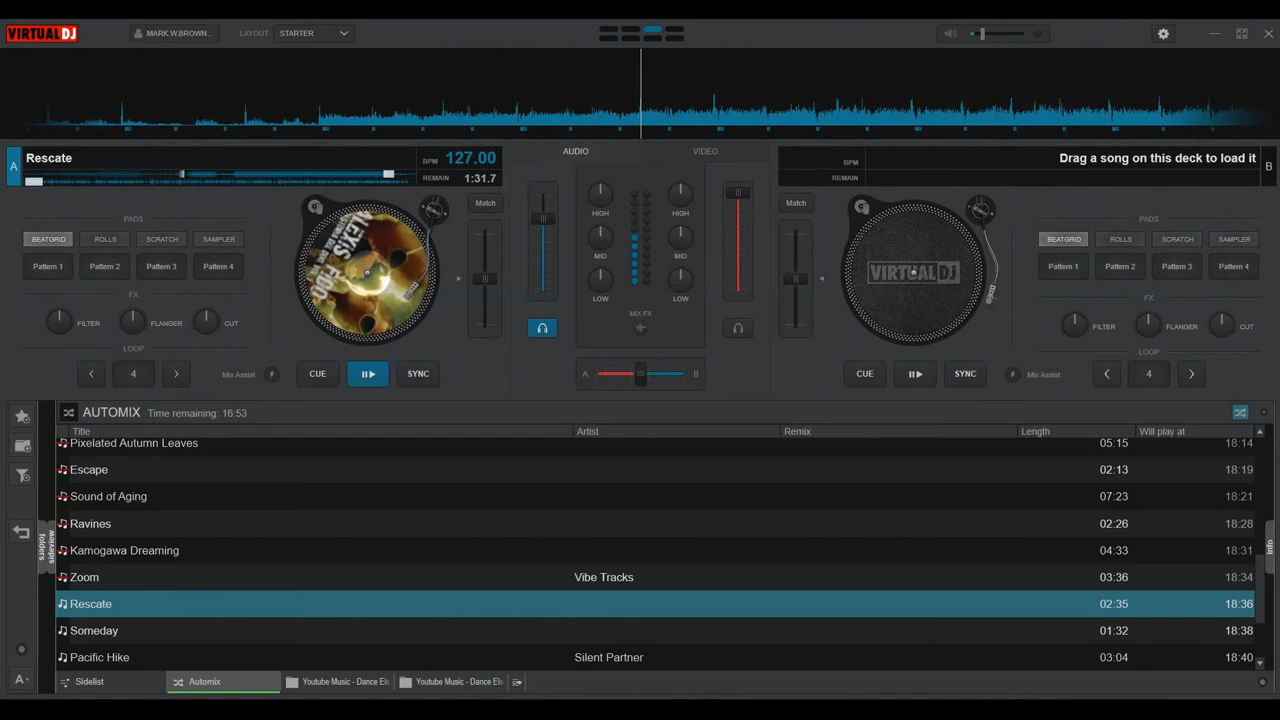 VIRTUALDJ
MARK.W.BROWN...
LAYOUT
STARTER
A
Rescate
BPM
127.00
REMAIN
1:31.7
AUDIO
VIDEO
BPM
REMAIN
Drag a song on this deck to load it
B
PADS
BEATGRID
ROLLS
SCRATCH
SAMPLER
Pattern 1
Pattern 2
Pattern 3
Pattern 4
FX
FILTER
FLANGER
CUT
LOOP
4
Mix Assist
CUE
SYNC
Match
ALEXIS
FIDO
HIGH
HIGH
MID
MID
LOW
LOW
MIX FX
A
B
Match
VIRTUALDJ
PADS
BEATGRID
ROLLS
SCRATCH
SAMPLER
Pattern 1
Pattern 2
Pattern 3
Pattern 4
FX
FILTER
FLANGER
CUT
LOOP
CUE
SYNC
Mix Assist
4
AUTOMIX
Time remaining: 16:53
Title
Artist
Remix
Length
Will play at
Pixelated Autumn Leaves 05:15 18:14
Escape 02:13 18:19
Sound of Aging 07:23 18:21
Ravines 02:26 18:28
Kamogawa Dreaming 04:33 18:31
Zoom Vibe Tracks 03:36 18:34
Rescate 02:35 18:36
Someday 01:32 18:38
Pacific Hike Silent Partner 03:04 18:40
folders
sideview
info
A
Sidelist
Automix
Youtube Music - Dance Ele
Youtube Music - Dance Ele